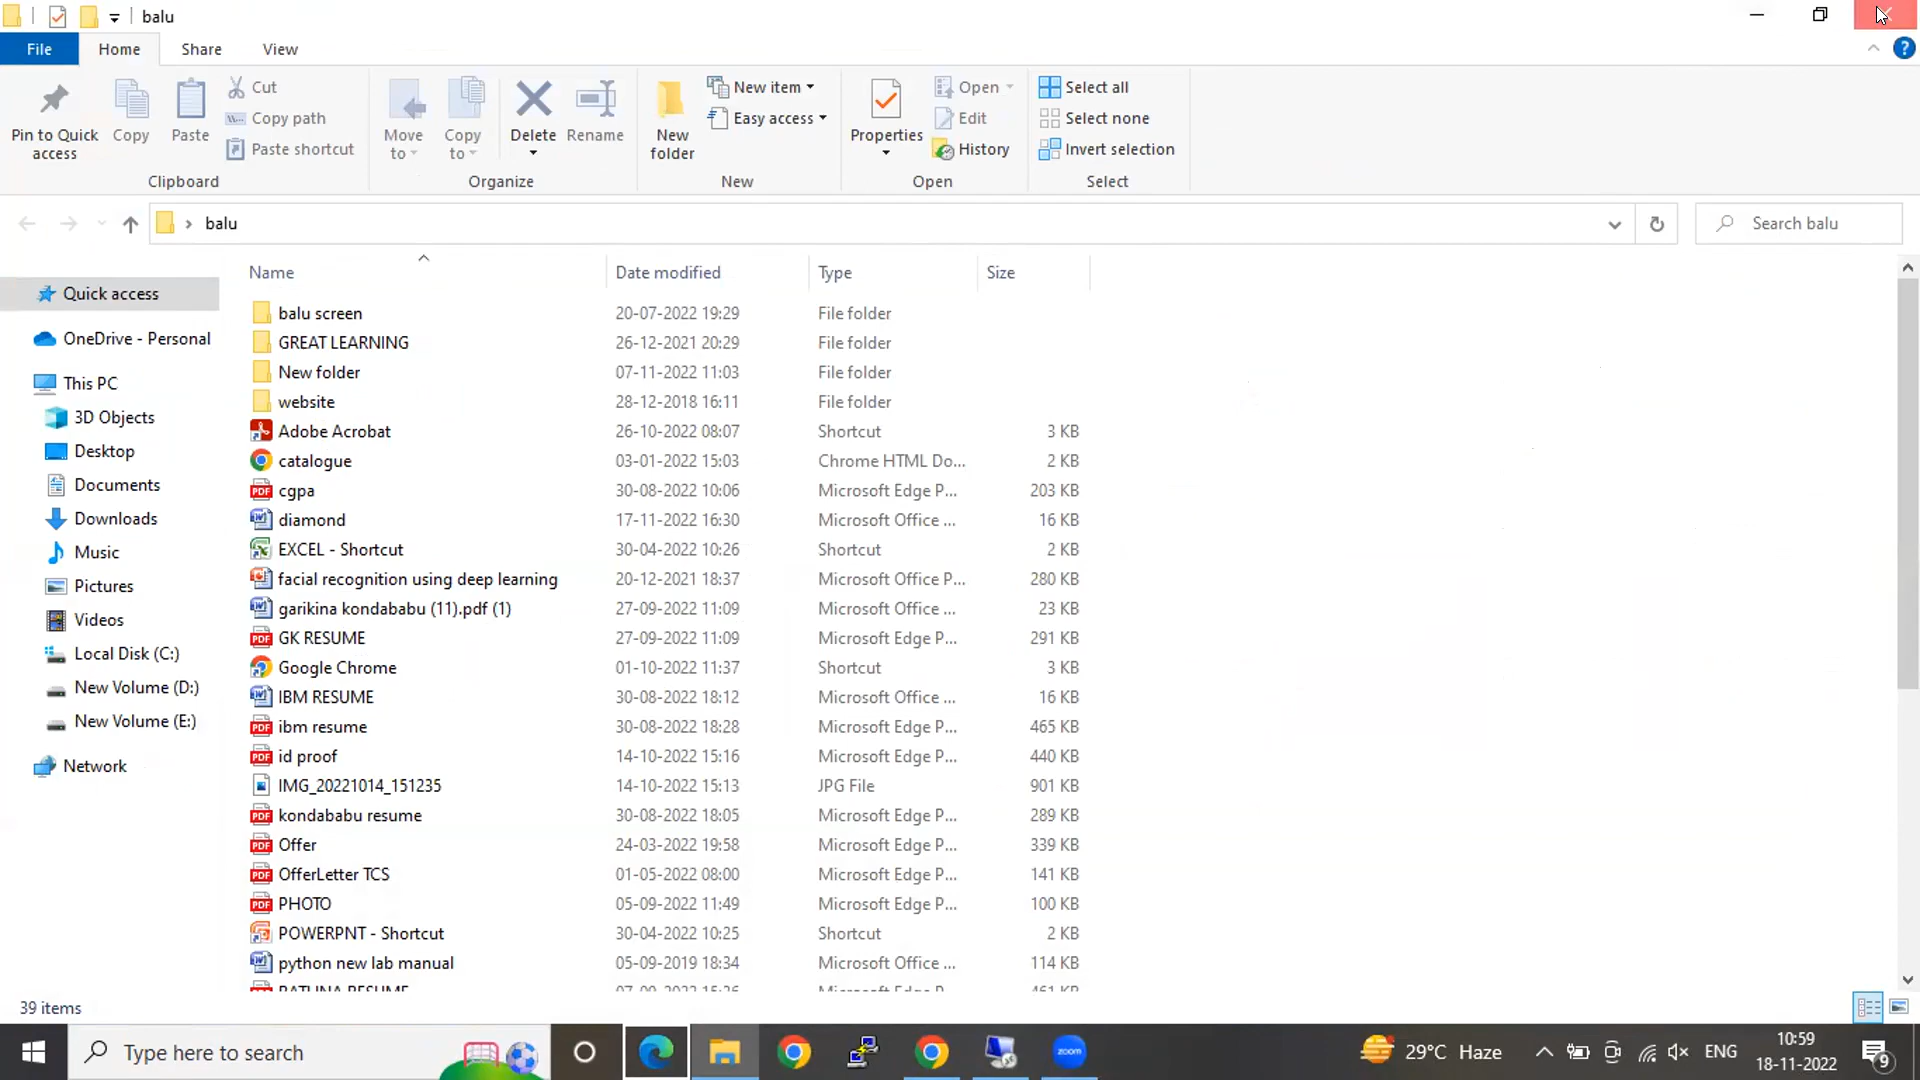 balu
File Home Share View
Pin to Quick access
Copy
Paste
Cut
Copy path
Paste shortcut
Clipboard
Move to
Copy to
Delete
Rename
Organize
New folder
New item
Easy access
New
Properties
Open
Edit
History
Open
Select all
Select none
Invert selection
Select
balu
Search balu
Quick access
OneDrive - Personal
This PC
3D Objects
Desktop
Documents
Downloads
Music
Pictures
Videos
Local Disk (C:)
New Volume (D:)
New Volume (E:)
Network
Name Date modified Type Size
balu screen 20-07-2022 19:29 File folder
GREAT LEARNING 26-12-2021 20:29 File folder
New folder 07-11-2022 11:03 File folder
website 28-12-2018 16:11 File folder
Adobe Acrobat 26-10-2022 08:07 Shortcut 3 KB
catalogue 03-01-2022 15:03 Chrome HTML Do... 2 KB
cgpa 30-08-2022 10:06 Microsoft Edge P... 203 KB
diamond 17-11-2022 16:30 Microsoft Office ... 16 KB
EXCEL - Shortcut 30-04-2022 10:26 Shortcut 2 KB
facial recognition using deep learning 20-12-2021 18:37 Microsoft Office P... 280 KB
garikina kondababu (11).pdf (1) 27-09-2022 11:09 Microsoft Office ... 23 KB
GK RESUME 27-09-2022 11:09 Microsoft Edge P... 291 KB
Google Chrome 01-10-2022 11:37 Shortcut 3 KB
IBM RESUME 30-08-2022 18:12 Microsoft Office ... 16 KB
ibm resume 30-08-2022 18:28 Microsoft Edge P... 465 KB
id proof 14-10-2022 15:16 Microsoft Edge P... 440 KB
IMG_20221014_151235 14-10-2022 15:13 JPG File 901 KB
kondababu resume 30-08-2022 18:05 Microsoft Edge P... 289 KB
Offer 24-03-2022 19:58 Microsoft Edge P... 339 KB
OfferLetter TCS 01-05-2022 08:00 Microsoft Edge P... 141 KB
PHOTO 05-09-2022 11:49 Microsoft Edge P... 100 KB
POWERPNT - Shortcut 30-04-2022 10:25 Shortcut 2 KB
python new lab manual 05-09-2019 18:34 Microsoft Office ... 114 KB
39 items
Type here to search
zoom
29°C Haze
ENG
10:59
18-11-2022
9